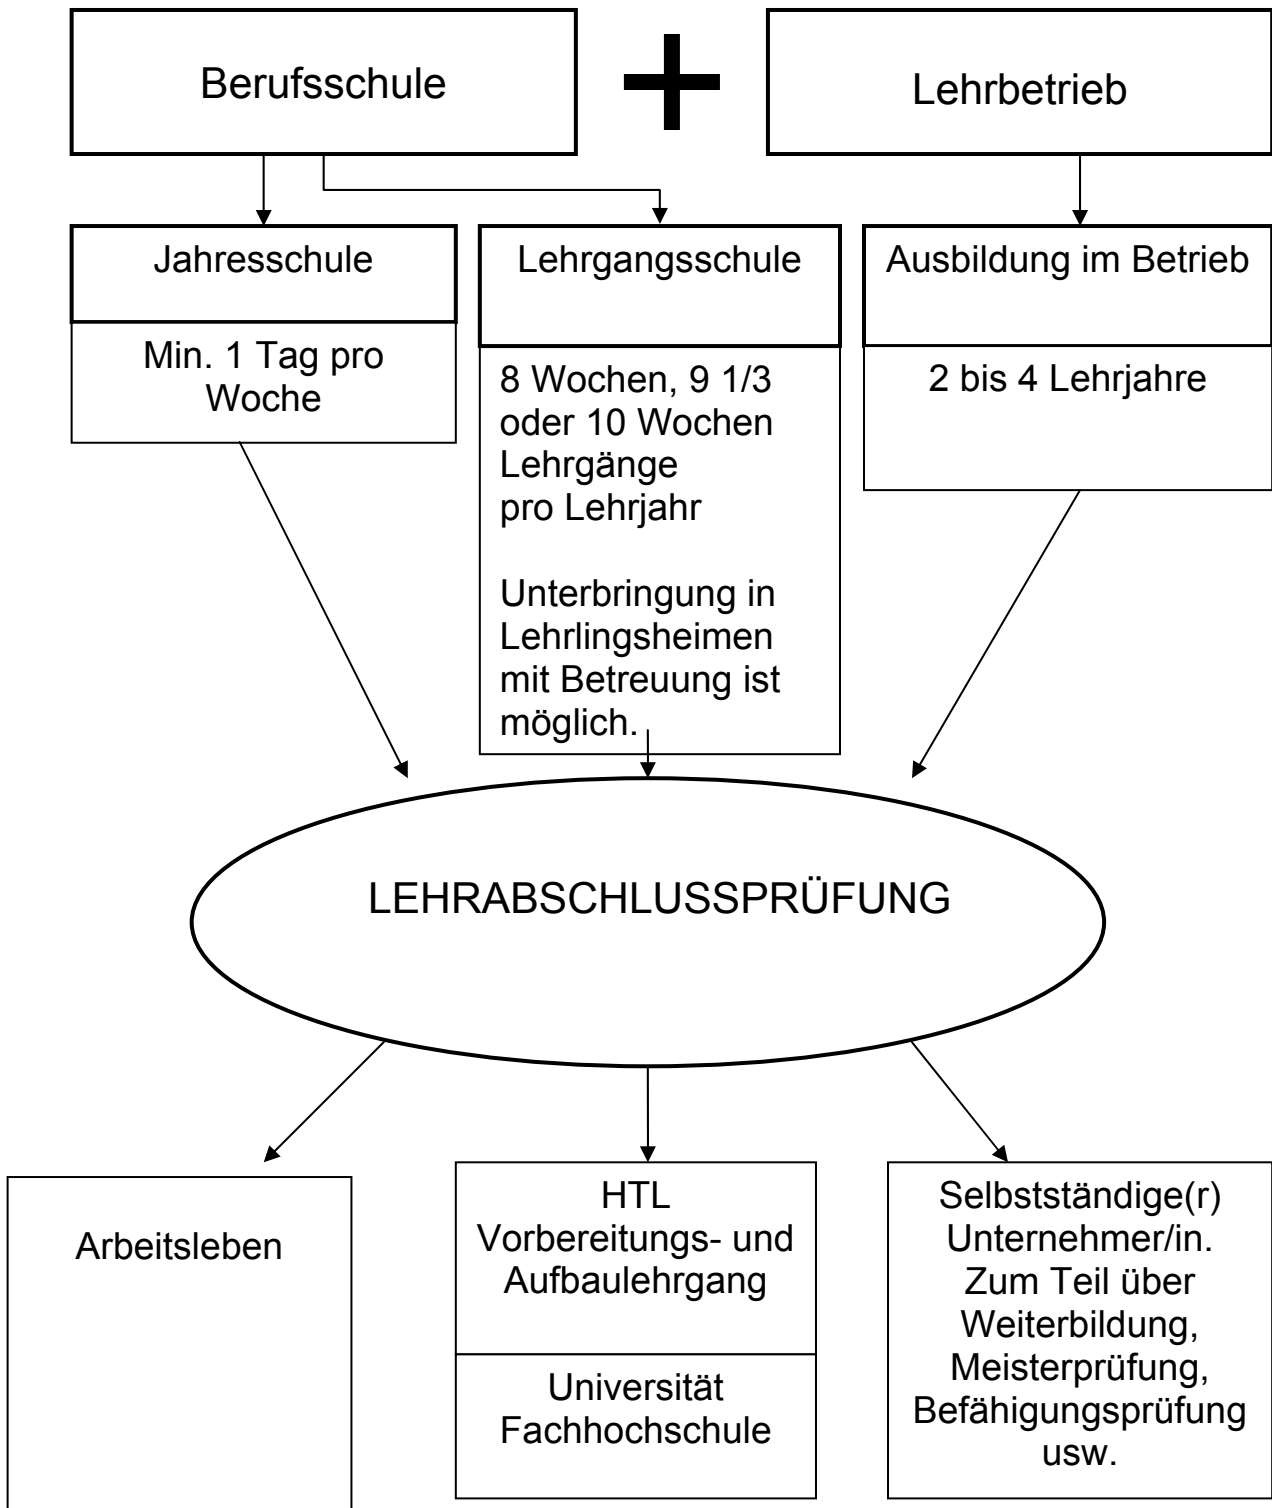 Berufsschule
Lehrbetrieb
Jahresschule
Min. 1 Tag pro
Woche
Lehrgangsschule
8 Wochen, 9 1/3
oder 10 Wochen
Lehrgänge
pro Lehrjahr
Unterbringung in
Lehrlingsheimen
mit Betreuung ist
möglich.
Ausbildung im Betrieb
2 bis 4 Lehrjahre
LEHRABSCHLUSSPRÜFUNG
Arbeitsleben
HTL
Vorbereitungs- und
Aufbaulehrgang
Universität
Fachhochschule
Selbstständige(r)
Unternehmer/in.
Zum Teil über
Weiterbildung,
Meisterprüfung,
Befähigungsprüfung
usw.